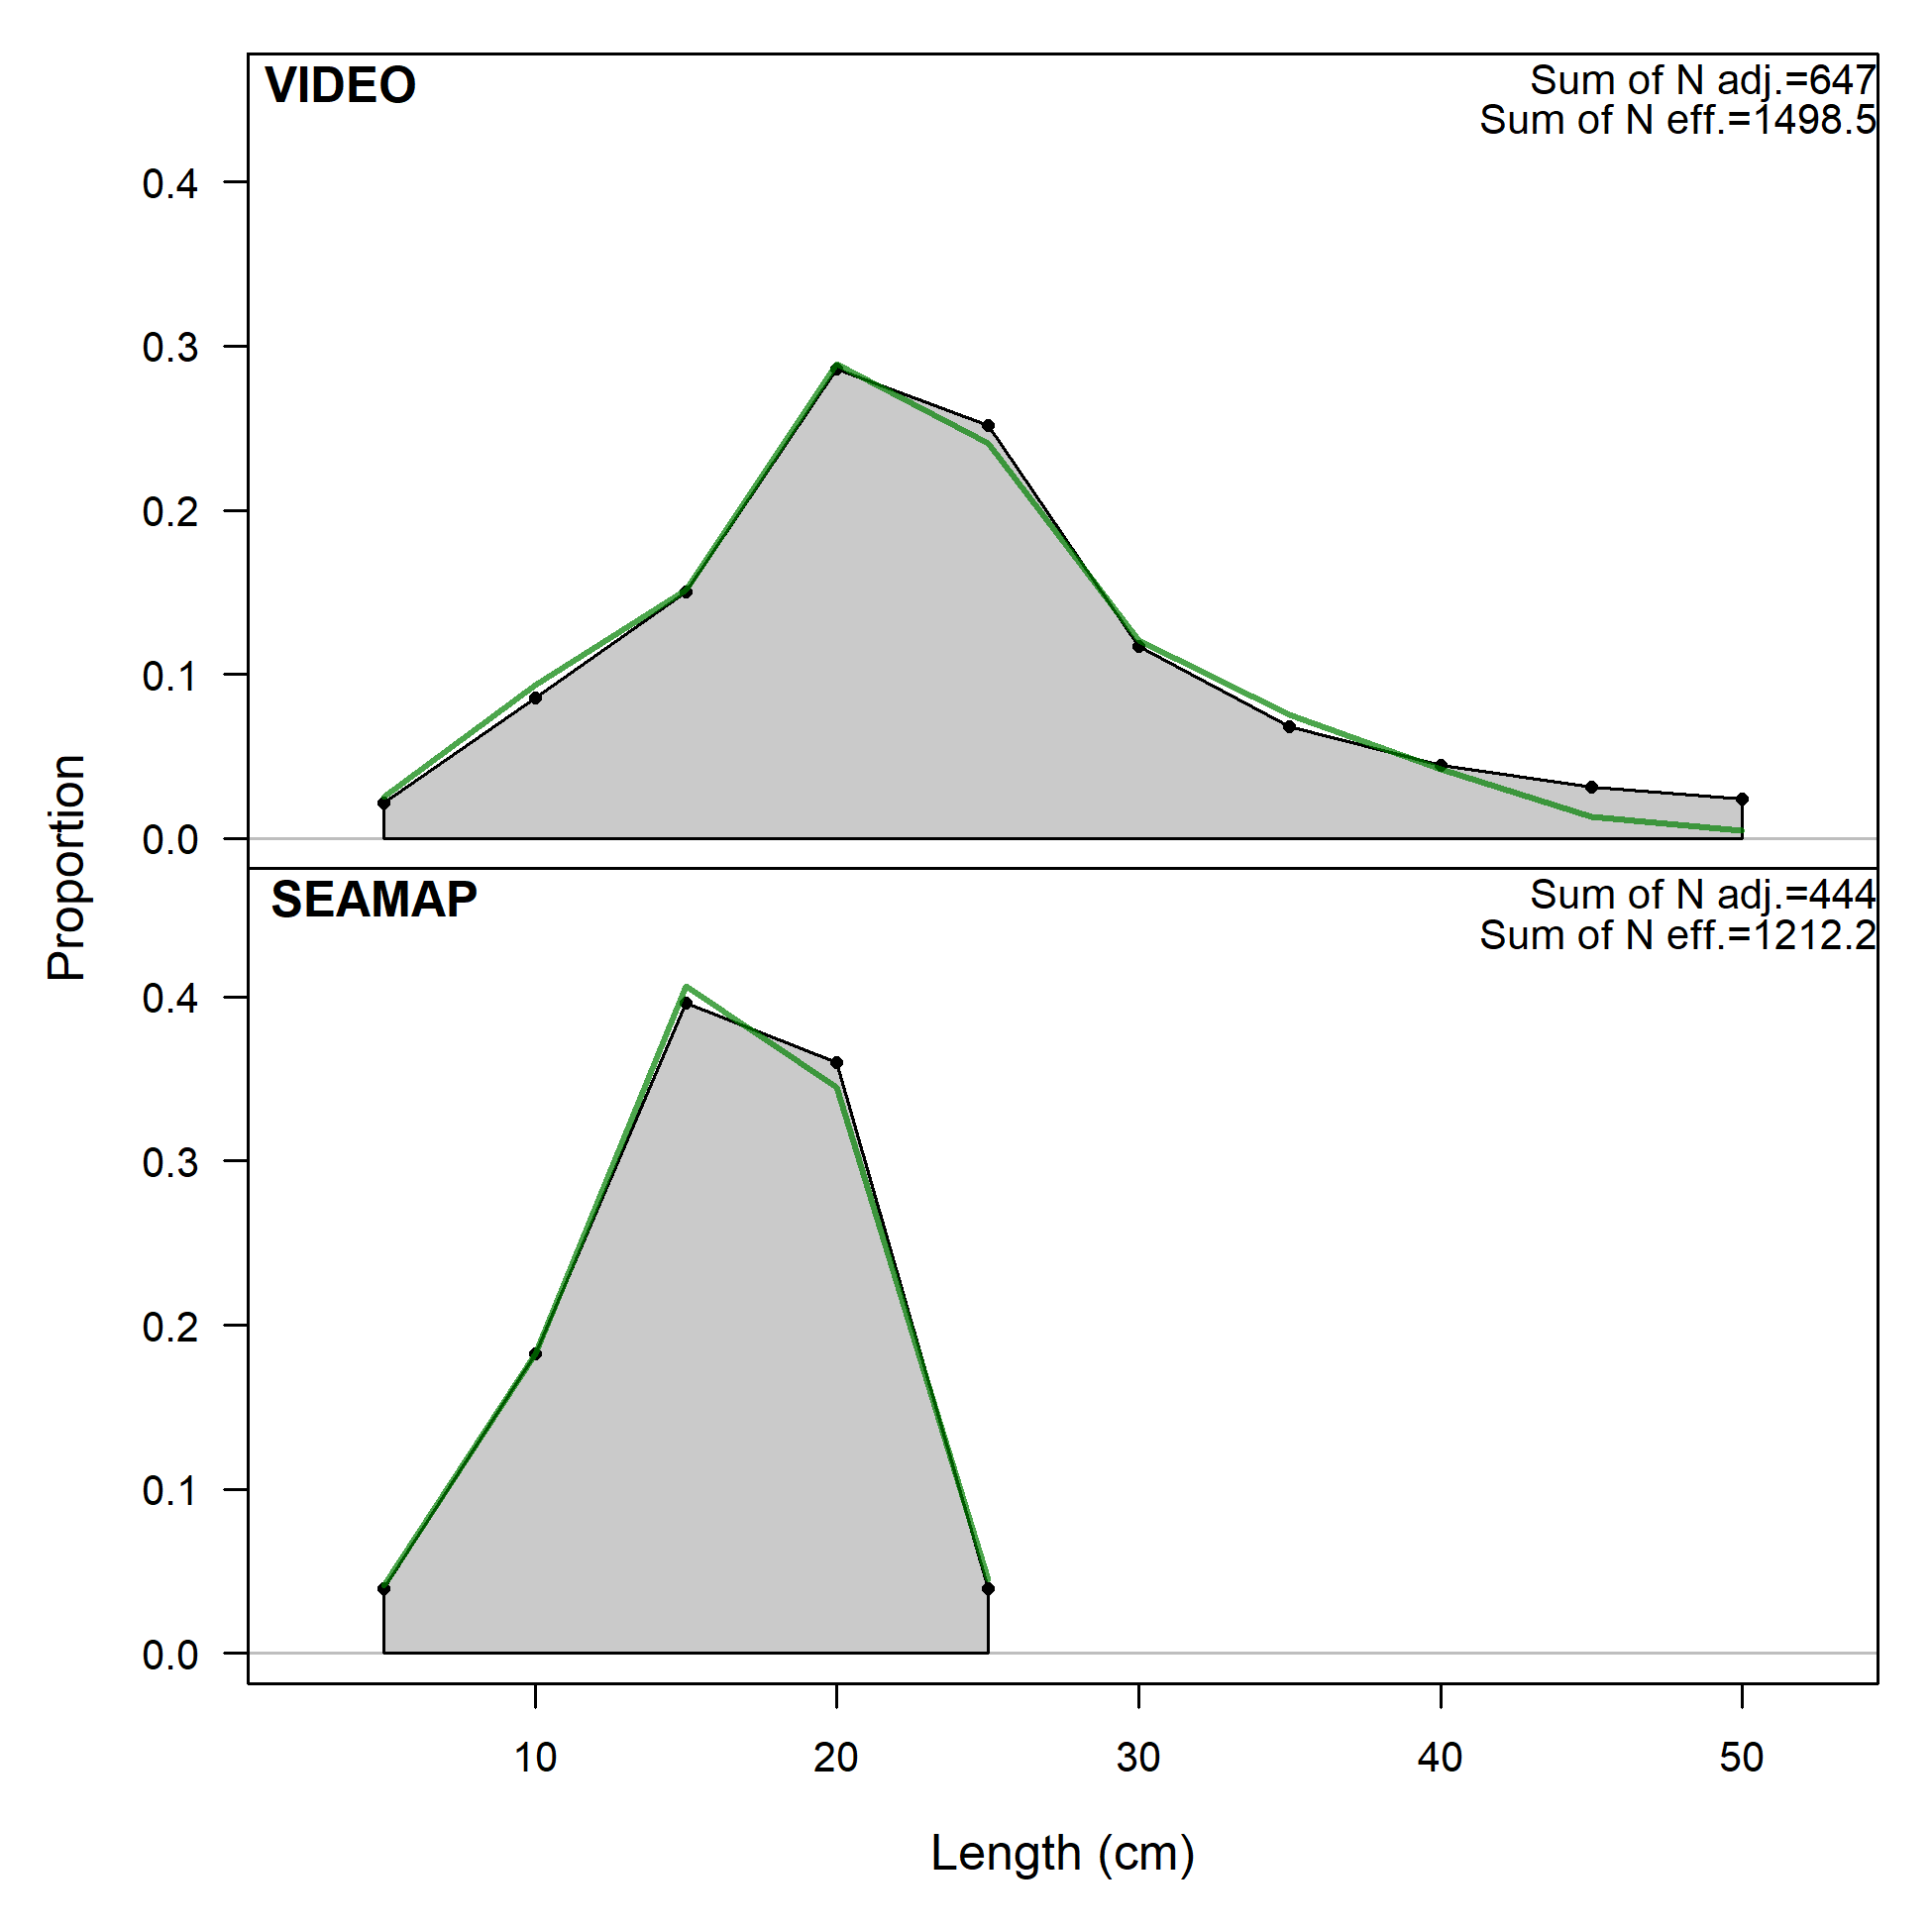 VIDEO
Sum of N adj.=647
Sum of N eff.=1498.5
0.4
0.3
0.2
0.1
0.0
SEAMAP
Sum of N adj.=444
Sum of N eff.=1212.2
0.4
0.3
0.2
0.1
0.0
Proportion
10 20 30 40 50
Length (cm)